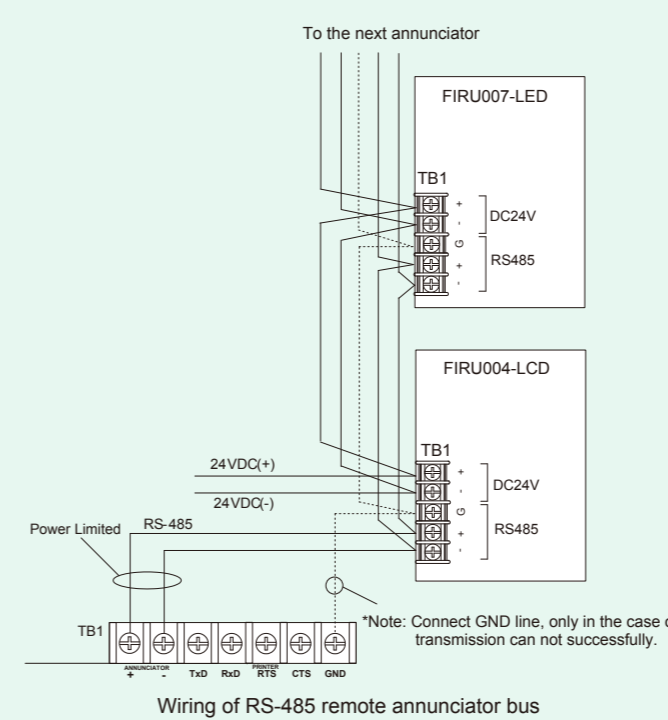 To the next annunciator
FIRU007-LED
TB1
+
-
G
+
-
DC24V
RS485
FIRU004-LCD
TB1
+
-
G
+
-
DC24V
RS485
24VDC(+)
24VDC(-)
Power Limited
RS-485
*Note: Connect GND line, only in the case
transmission can not successfully.
TB1
ANNUNCIATOR
PRINTER
+ - TxD RxD RTS CTS GND
Wiring of RS-485 remote annunciator bus